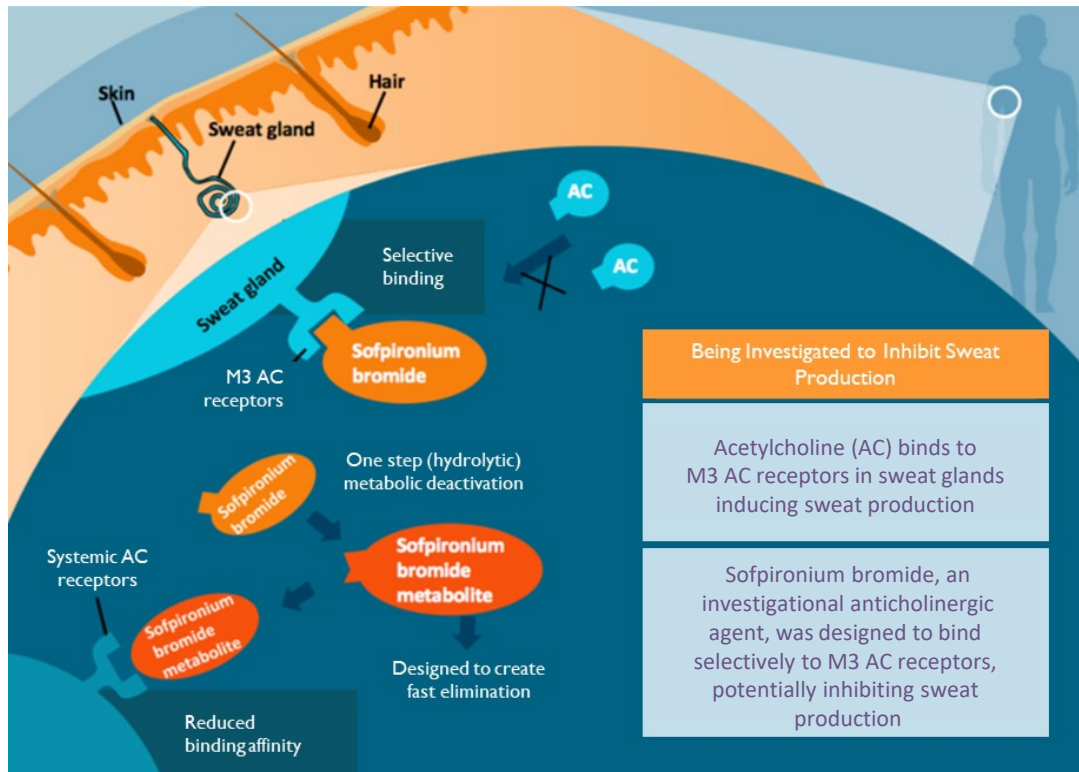 Skin
Hair
Sweat gland
AC
AC
Selective
binding
Sweat gland
Sofpironium
bromide
M3 AC
receptors
Being Investigated to Inhibit Sweat
Production
Acetylcholine (AC) binds to
M3 AC receptors in sweat glands
inducing sweat production
One step (hydrolytic)
metabolic deactivation
Sofpironium
bromide
Systemic AC
receptors
Sofpironium
bromide
metabolite
Sofpironium
bromide
metabolite
Designed to create
fast elimination
Reduced
binding affinity
Sofpironium bromide, an
investigational anticholinergic
agent, was designed to bind
selectively to M3 AC receptors,
potentially inhibiting sweat
production